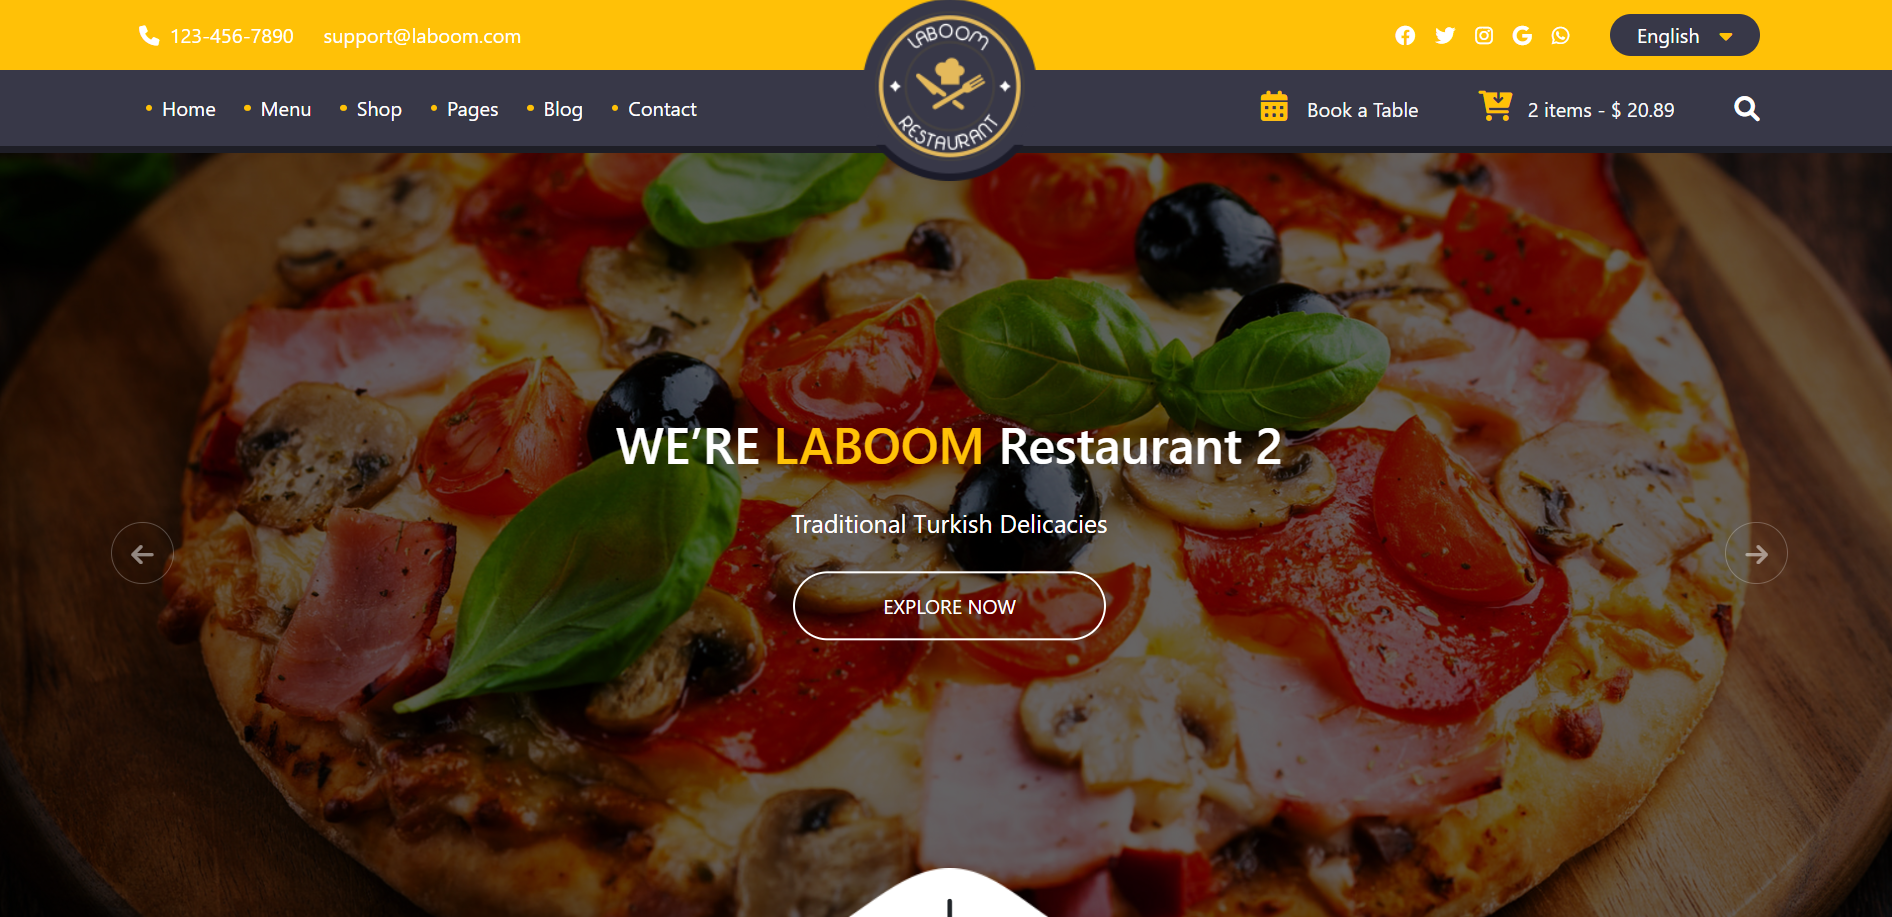 123-456-7890 support@laboom.com
English
LABOOM
RESTAURANT
Home Menu Shop Pages Blog Contact
Book a Table 2 items - $ 20.89
WE’RE LABOOM Restaurant 2
Traditional Turkish Delicacies
EXPLORE NOW